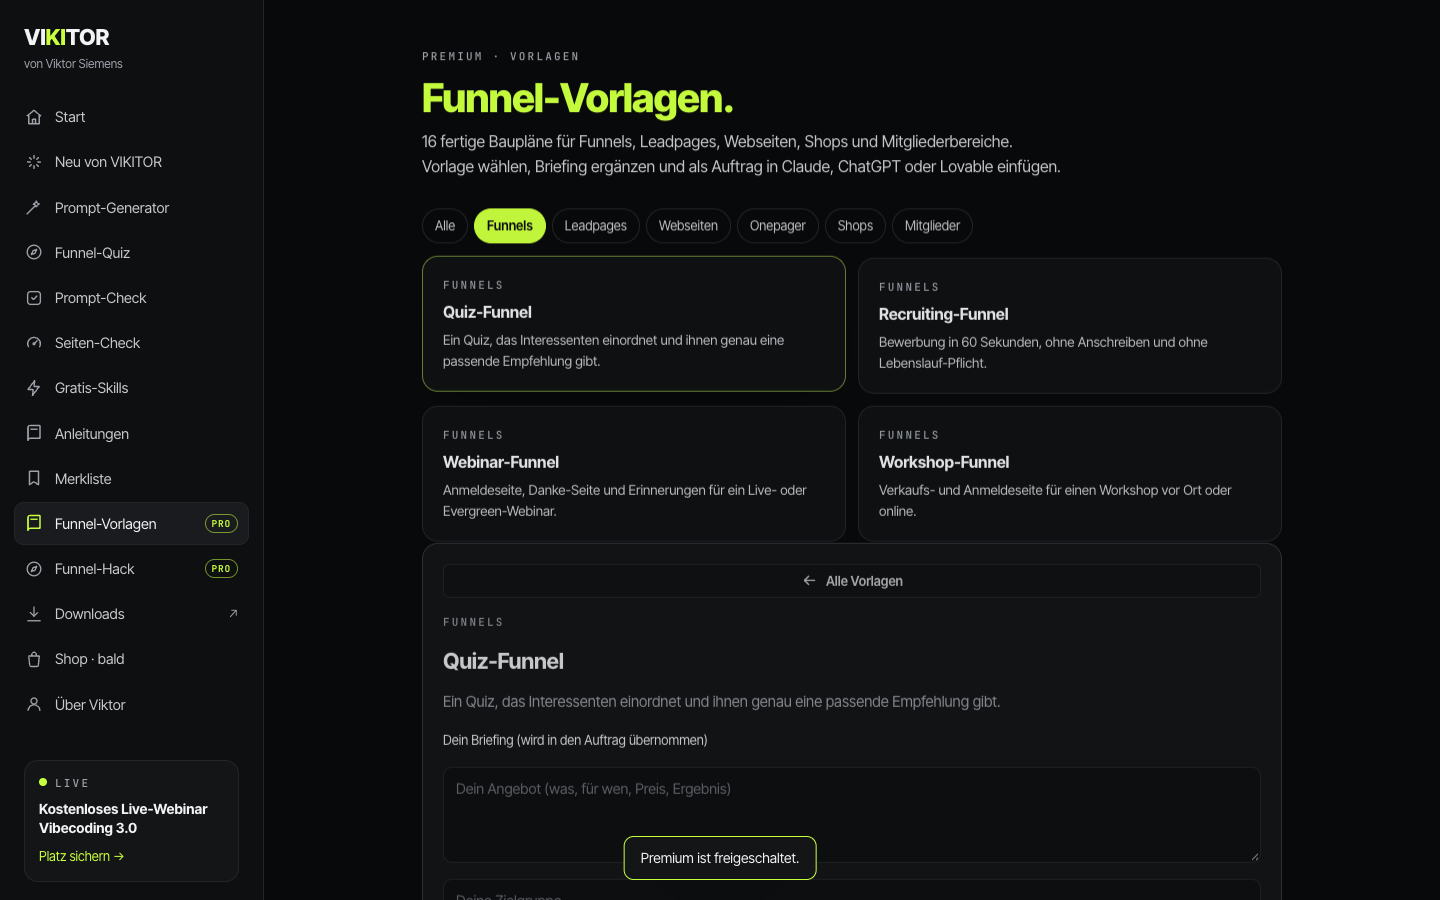 VIKITOR
von Viktor Siemens
Start
Neu von VIKITOR
Prompt-Generator
Funnel-Quiz
Prompt-Check
Seiten-Check
Gratis-Skills
Anleitungen
Merkliste
Funnel-Vorlagen PRO
Funnel-Hack PRO
Downloads
Shop · bald
Über Viktor
LIVE
Kostenloses Live-Webinar
Vibecoding 3.0
Platz sichern →
PREMIUM · VORLAGEN
Funnel-Vorlagen.
16 fertige Baupläne für Funnels, Leadpages, Webseiten, Shops und Mitgliederbereiche.
Vorlage wählen, Briefing ergänzen und als Auftrag in Claude, ChatGPT oder Lovable einfügen.
Alle Funnels Leadpages Webseiten Onepager Shops Mitglieder
FUNNELS
Quiz-Funnel
Ein Quiz, das Interessenten einordnet und ihnen genau eine
passende Empfehlung gibt.
FUNNELS
Recruiting-Funnel
Bewerbung in 60 Sekunden, ohne Anschreiben und ohne
Lebenslauf-Pflicht.
FUNNELS
Webinar-Funnel
Anmeldeseite, Danke-Seite und Erinnerungen für ein Live- oder
Evergreen-Webinar.
FUNNELS
Workshop-Funnel
Verkaufs- und Anmeldeseite für einen Workshop vor Ort oder
online.
← Alle Vorlagen
FUNNELS
Quiz-Funnel
Ein Quiz, das Interessenten einordnet und ihnen genau eine passende Empfehlung gibt.
Dein Briefing (wird in den Auftrag übernommen)
Dein Angebot (was, für wen, Preis, Ergebnis)
Premium ist freigeschaltet.
Deine Zielgruppe